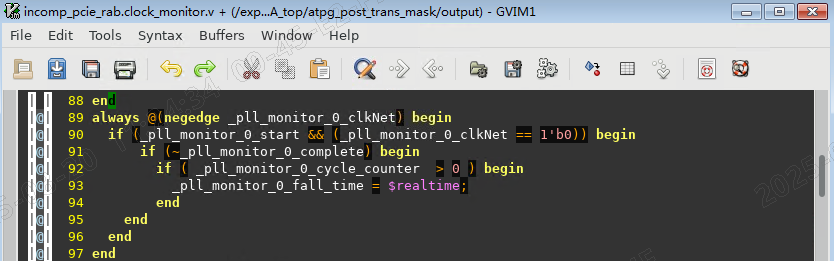 incomp_pcie_rab.clock_monitor.v + (/exp...A_top/atpg_post_trans_mask/output) - GVIM1
File Edit Tools Syntax Buffers Window Help
88 end
89 always @(negedge _pll_monitor_0_clkNet) begin
90 if (_pll_monitor_0_start && (_pll_monitor_0_clkNet == 1'b0)) begin
91 if (~_pll_monitor_0_complete) begin
92 if ( _pll_monitor_0_cycle_counter > 0 ) begin
93 _pll_monitor_0_fall_time = $realtime;
94 end
95 end
96 end
97 end